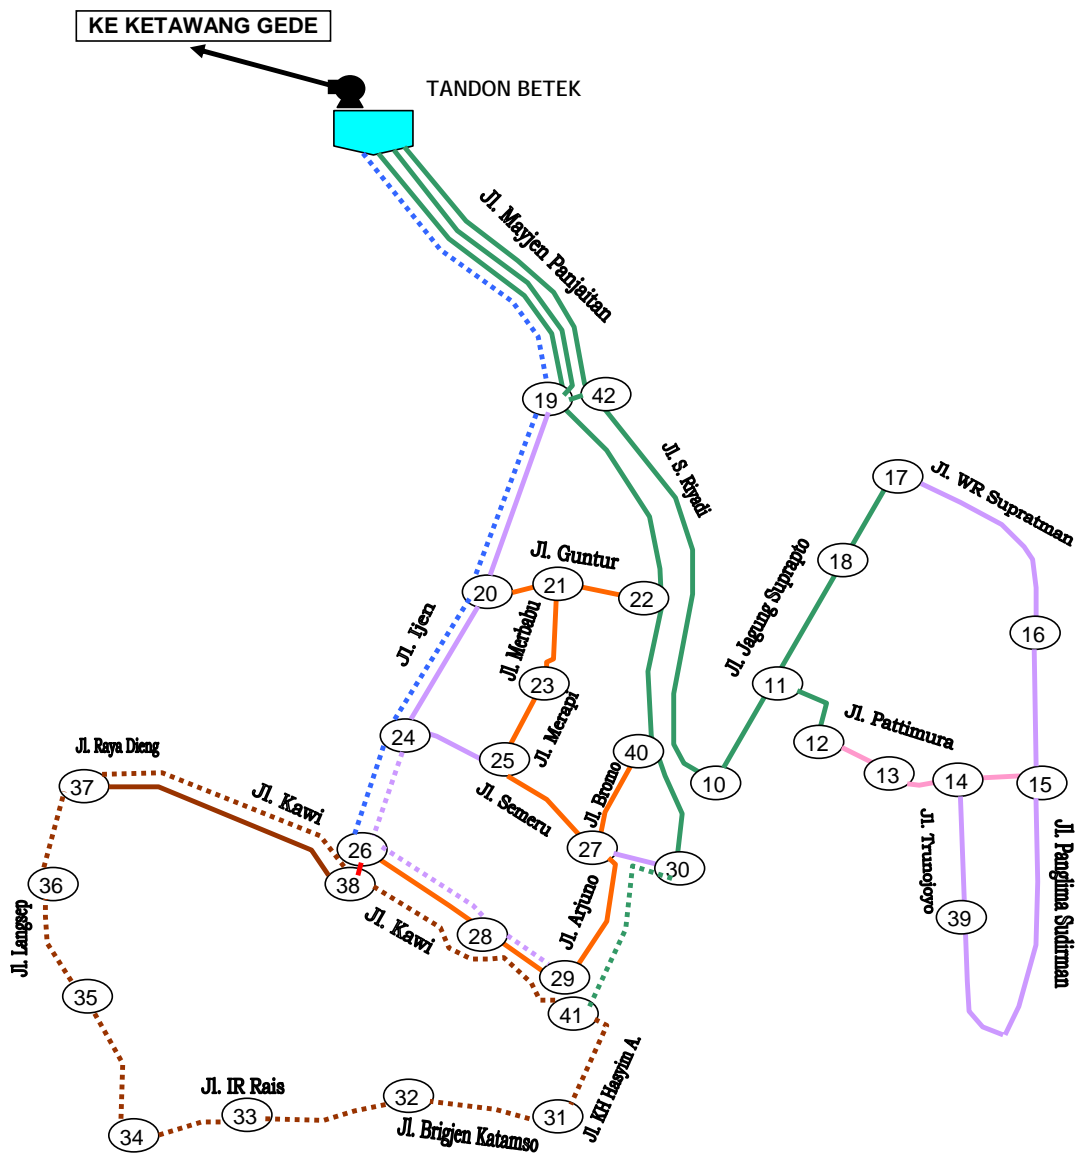 KE KETAWANG GEDE
TANDON BETEK
Jl. Mayjen Panjaitan
19
42
Jl. S. Riyadi
17
Jl. WR Supratman
18
Jl. Jagung Suprapto
Jl. Guntur
20
21
22
16
Jl. Ijen
Jl. Merbabu
23
11
Jl. Merapi
24
25
40
12
Jl. Pattimura
13
14
15
10
Jl. Raya Dieng
37
Jl. Kawi
Jl. Semeru
Jl. Bromo
26
27
30
38
36
Jl. Trunojoyo
39
Jl. Panglima Sudirman
Jl. Langsep
Jl. Kawi
28
Jl. Arjuno
29
35
41
Jl. KH Hasyim A.
Jl. IR Rais
32
33
31
34
Jl. Brigjen Katamso